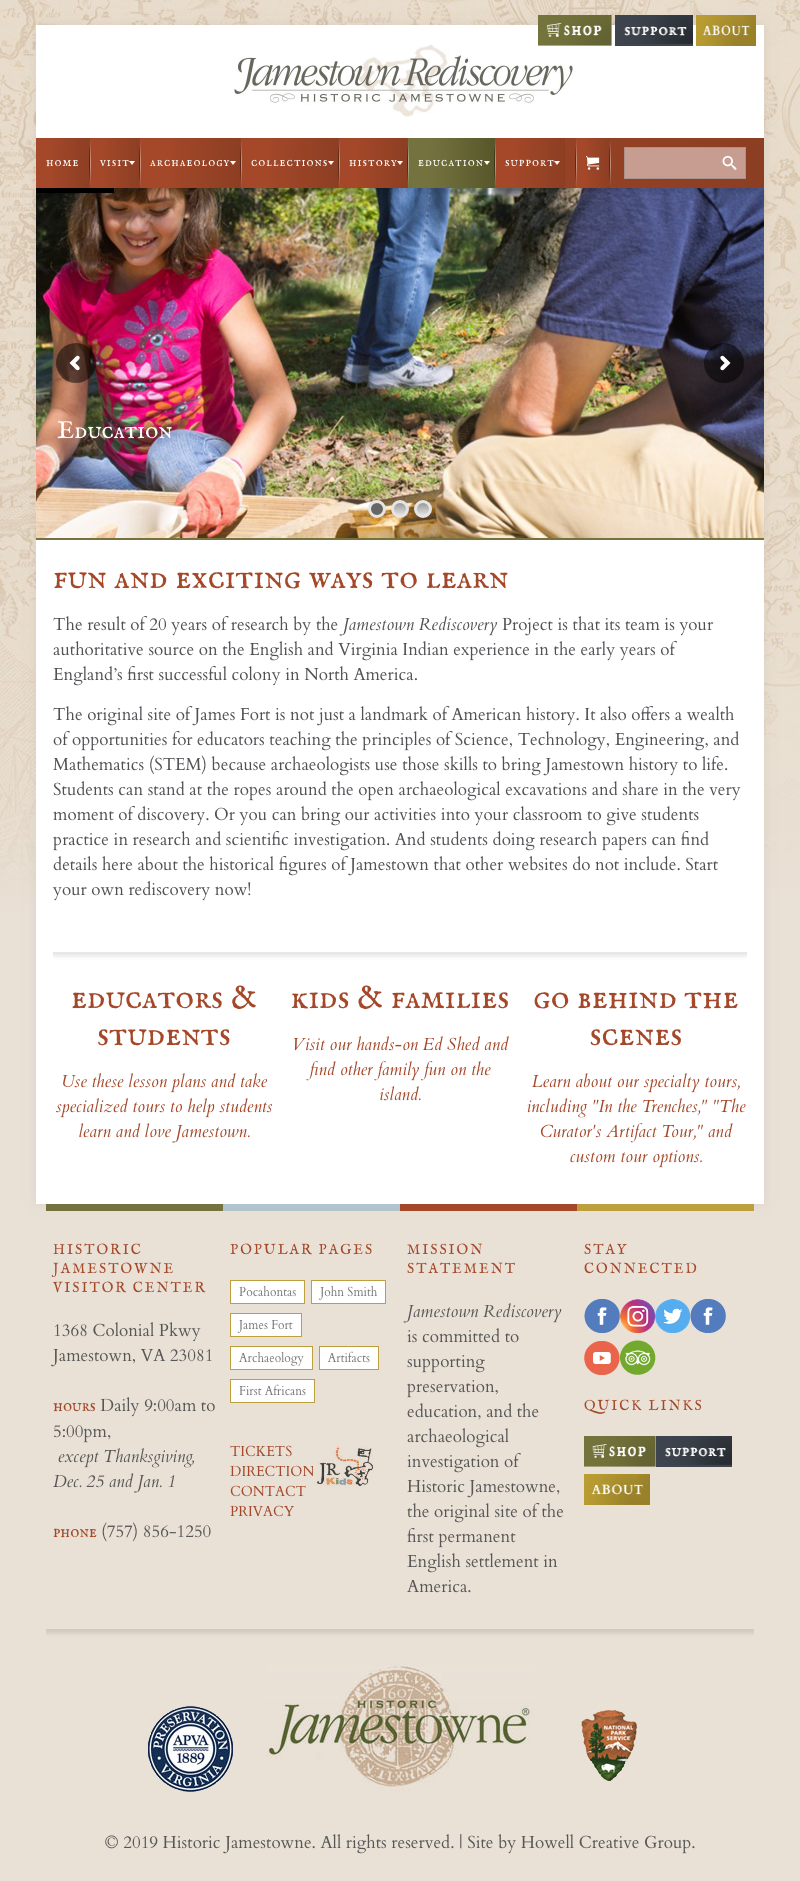 SHOP SUPPORT ABOUT
Jamestown Rediscovery
HISTORIC JAMESTOWNE
HOME VISIT ARCHAEOLOGY COLLECTIONS HISTORY EDUCATION SUPPORT
Education
FUN AND EXCITING WAYS TO LEARN
The result of 20 years of research by the Jamestown Rediscovery Project is that its team is your
authoritative source on the English and Virginia Indian experience in the early years of
England’s first successful colony in North America.
The original site of James Fort is not just a landmark of American history. It also offers a wealth
of opportunities for educators teaching the principles of Science, Technology, Engineering, and
Mathematics (STEM) because archaeologists use those skills to bring Jamestown history to life.
Students can stand at the ropes around the open archaeological excavations and share in the very
moment of discovery. Or you can bring our activities into your classroom to give students
practice in research and scientific investigation. And students doing research papers can find
details here about the historical figures of Jamestown that other websites do not include. Start
your own rediscovery now!
EDUCATORS &
STUDENTS
Use these lesson plans and take
specialized tours to help students
learn and love Jamestown.
KIDS & FAMILIES
Visit our hands-on Ed Shed and
find other family fun on the
island.
GO BEHIND THE
SCENES
Learn about our specialty tours,
including "In the Trenches," "The
Curator's Artifact Tour," and
custom tour options.
HISTORIC
JAMESTOWNE
VISITOR CENTER
1368 Colonial Pkwy
Jamestown, VA 23081
HOURS Daily 9:00am to
5:00pm,
except Thanksgiving,
Dec. 25 and Jan. 1
PHONE (757) 856-1250
POPULAR PAGES
Pocahontas John Smith
James Fort
Archaeology Artifacts
First Africans
TICKETS
DIRECTION
CONTACT
PRIVACY
JR
Kids
MISSION
STATEMENT
Jamestown Rediscovery
is committed to
supporting
preservation,
education, and the
archaeological
investigation of
Historic Jamestowne,
the original site of the
first permanent
English settlement in
America.
STAY
CONNECTED
QUICK LINKS
SHOP SUPPORT
ABOUT
PRESERVATION
APVA
1889
VIRGINIA
1607
HISTORIC
Jamestowne®
NATIONAL
PARK
SERVICE
© 2019 Historic Jamestowne. All rights reserved. | Site by Howell Creative Group.